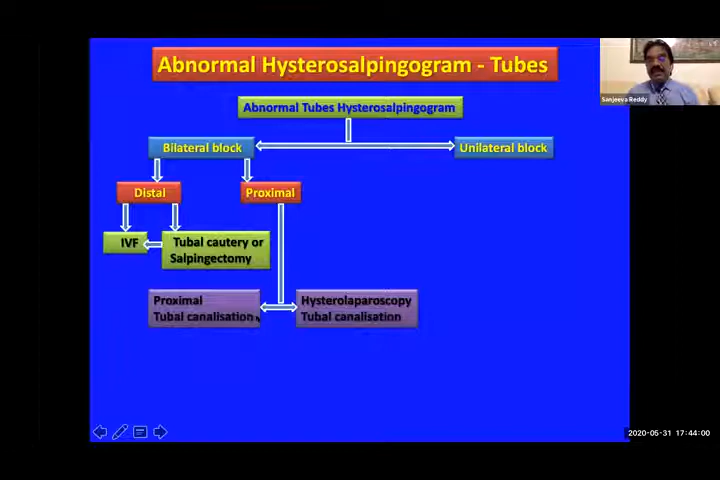 Abnormal Hysterosalpingogram - Tubes
Sanjeeva Reddy
Abnormal Tubes Hysterosalpingogram
Bilateral block
Unilateral block
Distal
Proximal
IVF
Tubal cautery or
Salpingectomy
Proximal
Tubal canalisation
Hysterolaparoscopy
Tubal canalisation
2020-05-31 17:44:00